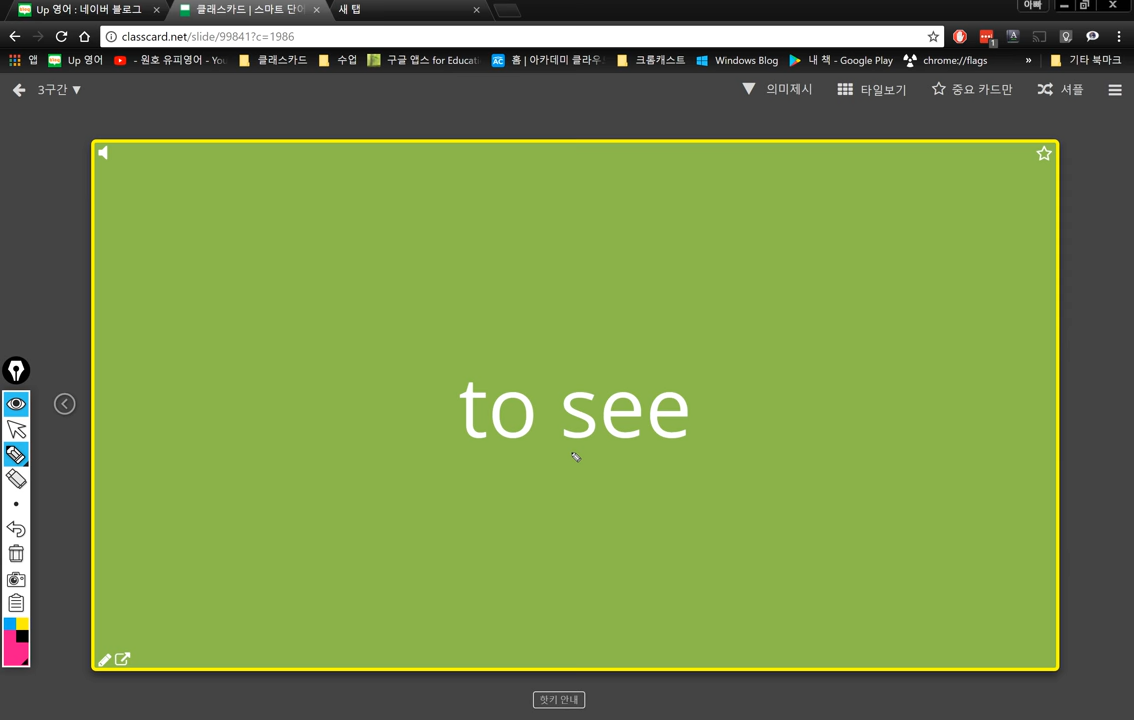 Up 영어 : 네이버 블로그
클래스카드 | 스마트 단어
새 탭
아빠
classcard.net/slide/99841?c=1986
1
A
앱
Up 영어
- 원호 유피영어 - You
클래스카드
수업
구글 앱스 for Educat
AC
홈 | 아카데미 클라우
크롬캐스트
Windows Blog
내 책 - Google Play
chrome://flags
»
기타 북마크
3구간 ▼
▼ 의미제시
타일보기
중요 카드만
셔플
to see
핫키 안내